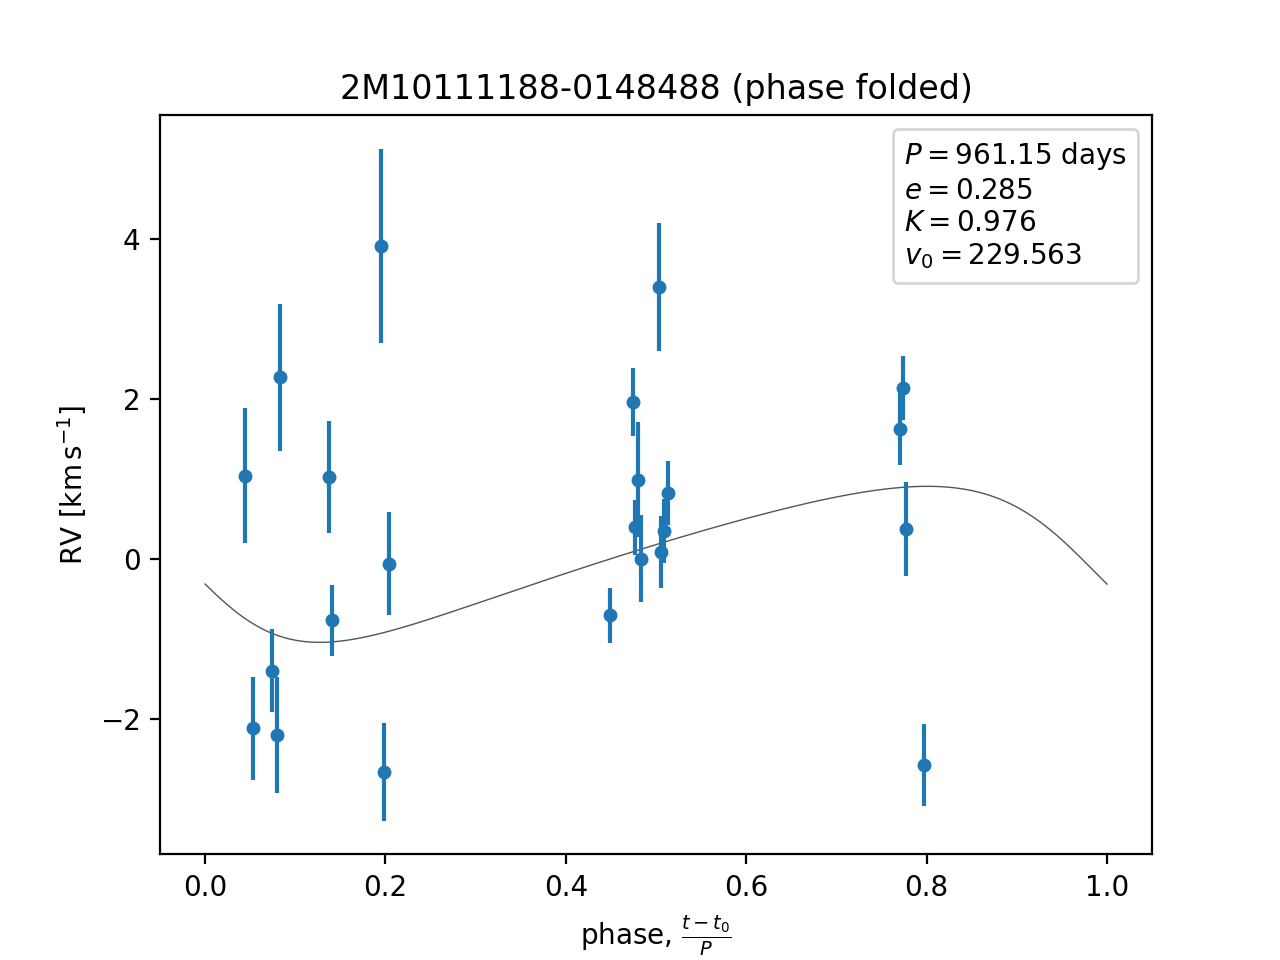 2M10111188-0148488 (phase folded)
P = 961.15 days
e = 0.285
K = 0.976
v₀ = 229.563
RV [km s⁻¹]
4
2
0
−2
0.0 0.2 0.4 0.6 0.8 1.0
phase, (t − t₀)/P